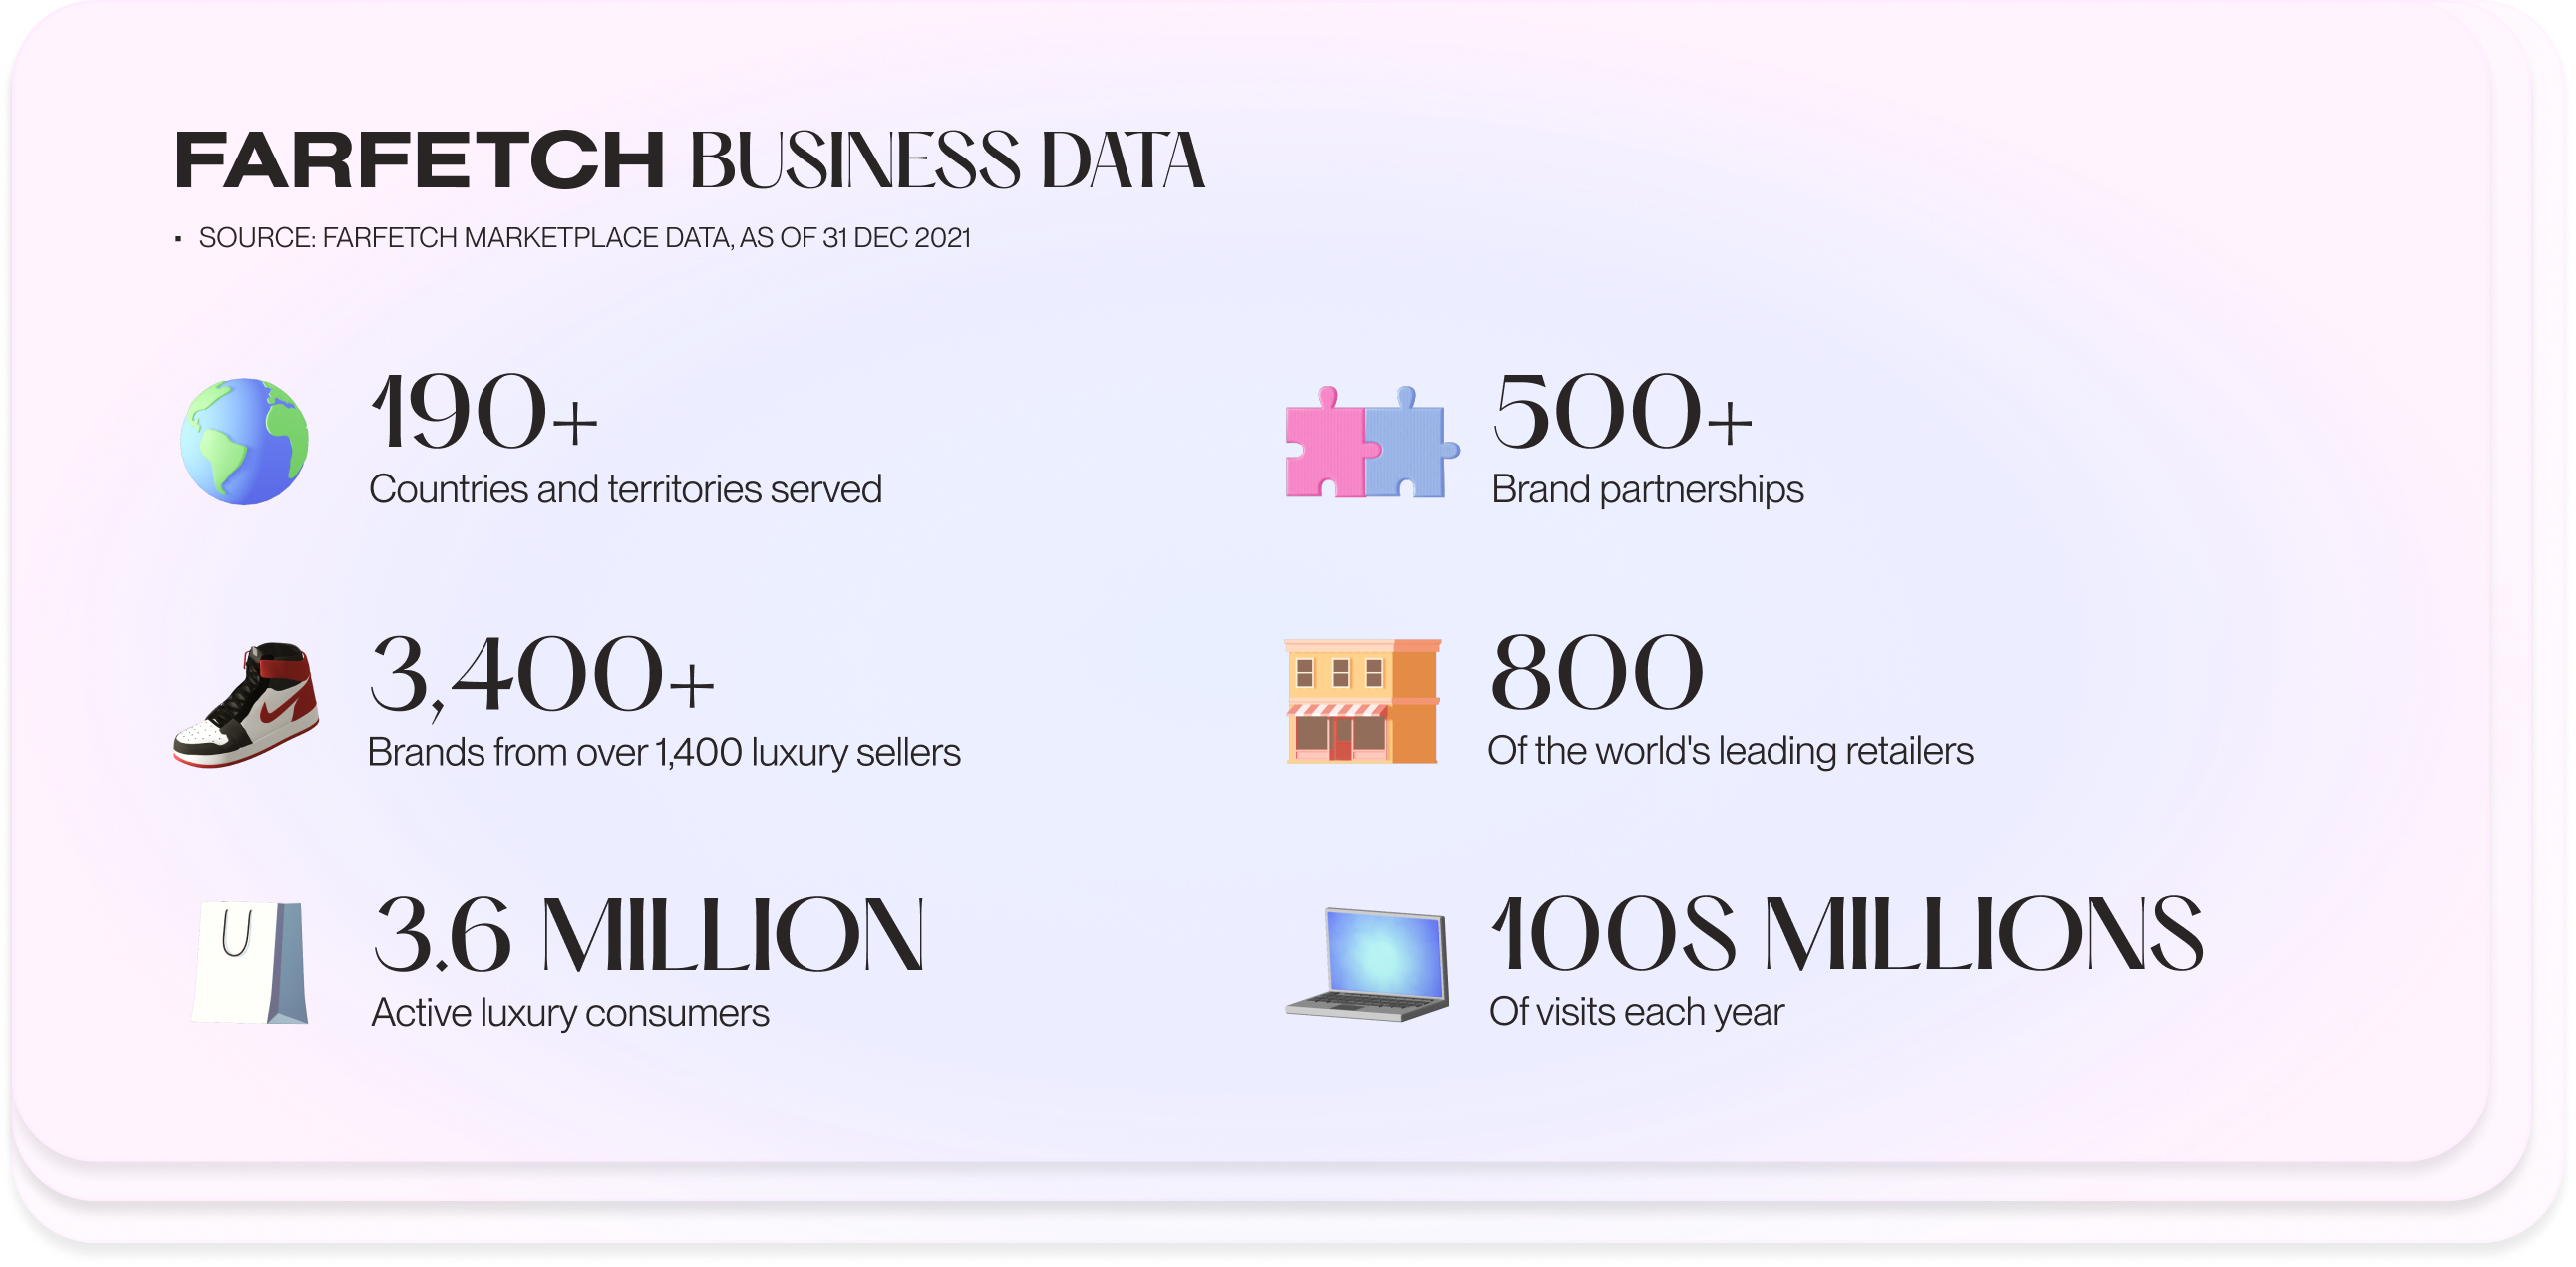 FARFETCH BUSINESS DATA
▪ SOURCE: FARFETCH MARKETPLACE DATA, AS OF 31 DEC 2021
190+
Countries and territories served
500+
Brand partnerships
3,400+
Brands from over 1,400 luxury sellers
800
Of the world's leading retailers
3.6 MILLION
Active luxury consumers
100S MILLIONS
Of visits each year